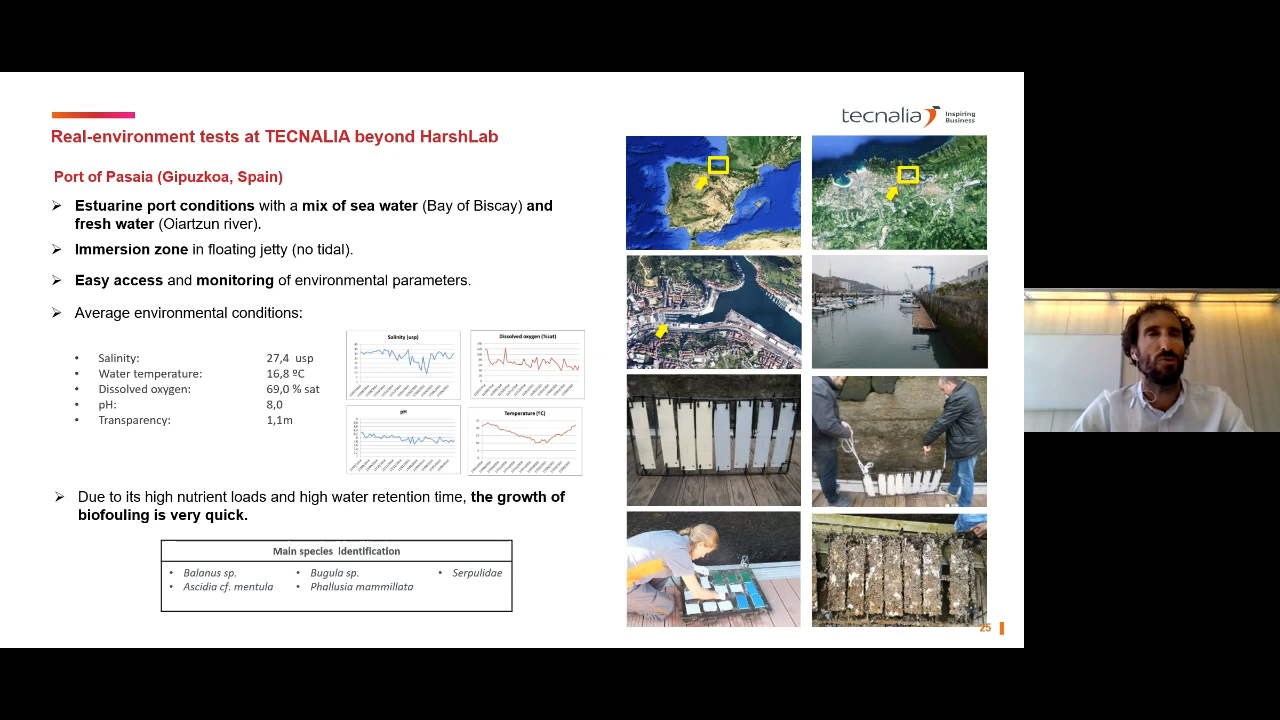 tecnalia Inspiring
Business
Real-environment tests at TECNALIA beyond HarshLab
Port of Pasaia (Gipuzkoa, Spain)
Estuarine port conditions with a mix of sea water (Bay of Biscay) and
fresh water (Oiartzun river).
Immersion zone in floating jetty (no tidal).
Easy access and monitoring of environmental parameters.
Average environmental conditions:
Salinity: 27,4 usp
Water temperature: 16,8 ºC
Dissolved oxygen: 69,0 % sat
pH: 8,0
Transparency: 1,1m
Salinity (usp)
Dissolved oxygen (%sat)
pH
Temperature (ºC)
Due to its high nutrient loads and high water retention time, the growth of
biofouling is very quick.
Main species identification
Balanus sp. Bugula sp. Serpulidae
Ascidia cf. mentula Phallusia mammillata
25